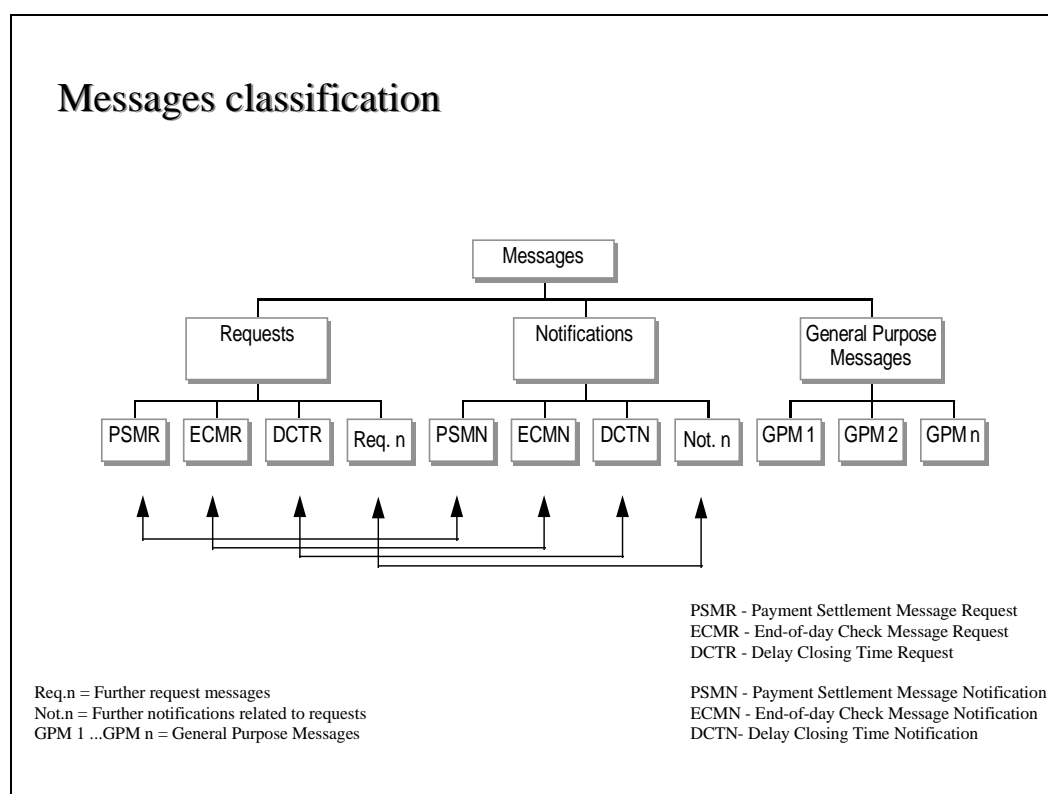 Messages classification
Messages
Requests
Notifications
General Purpose
Messages
PSMR
ECMR
DCTR
Req. n
PSMN
ECMN
DCTN
Not. n
GPM 1
GPM 2
GPM n
PSMR - Payment Settlement Message Request
ECMR - End-of-day Check Message Request
DCTR - Delay Closing Time Request
Req.n = Further request messages
Not.n = Further notifications related to requests
GPM 1 ...GPM n = General Purpose Messages
PSMN - Payment Settlement Message Notification
ECMN - End-of-day Check Message Notification
DCTN- Delay Closing Time Notification